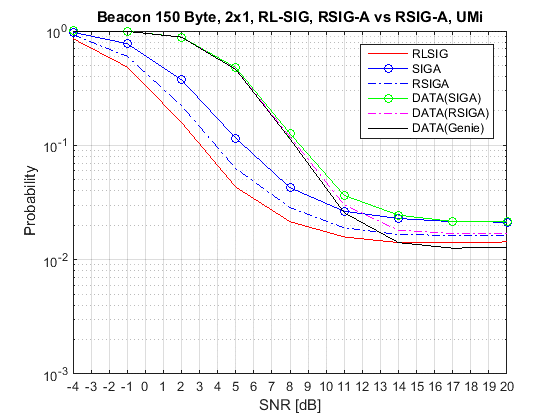 Beacon 150 Byte, 2x1, RL-SIG, RSIG-A vs RSIG-A, UMi
10^0
RLSIG
SIGA
RSIGA
DATA(SIGA)
DATA(RSIGA)
DATA(Genie)
10^-1
Probability
10^-2
10^-3
-4 -3 -2 -1 0 1 2 3 4 5 6 7 8 9 10 11 12 13 14 15 16 17 18 19 20
SNR [dB]